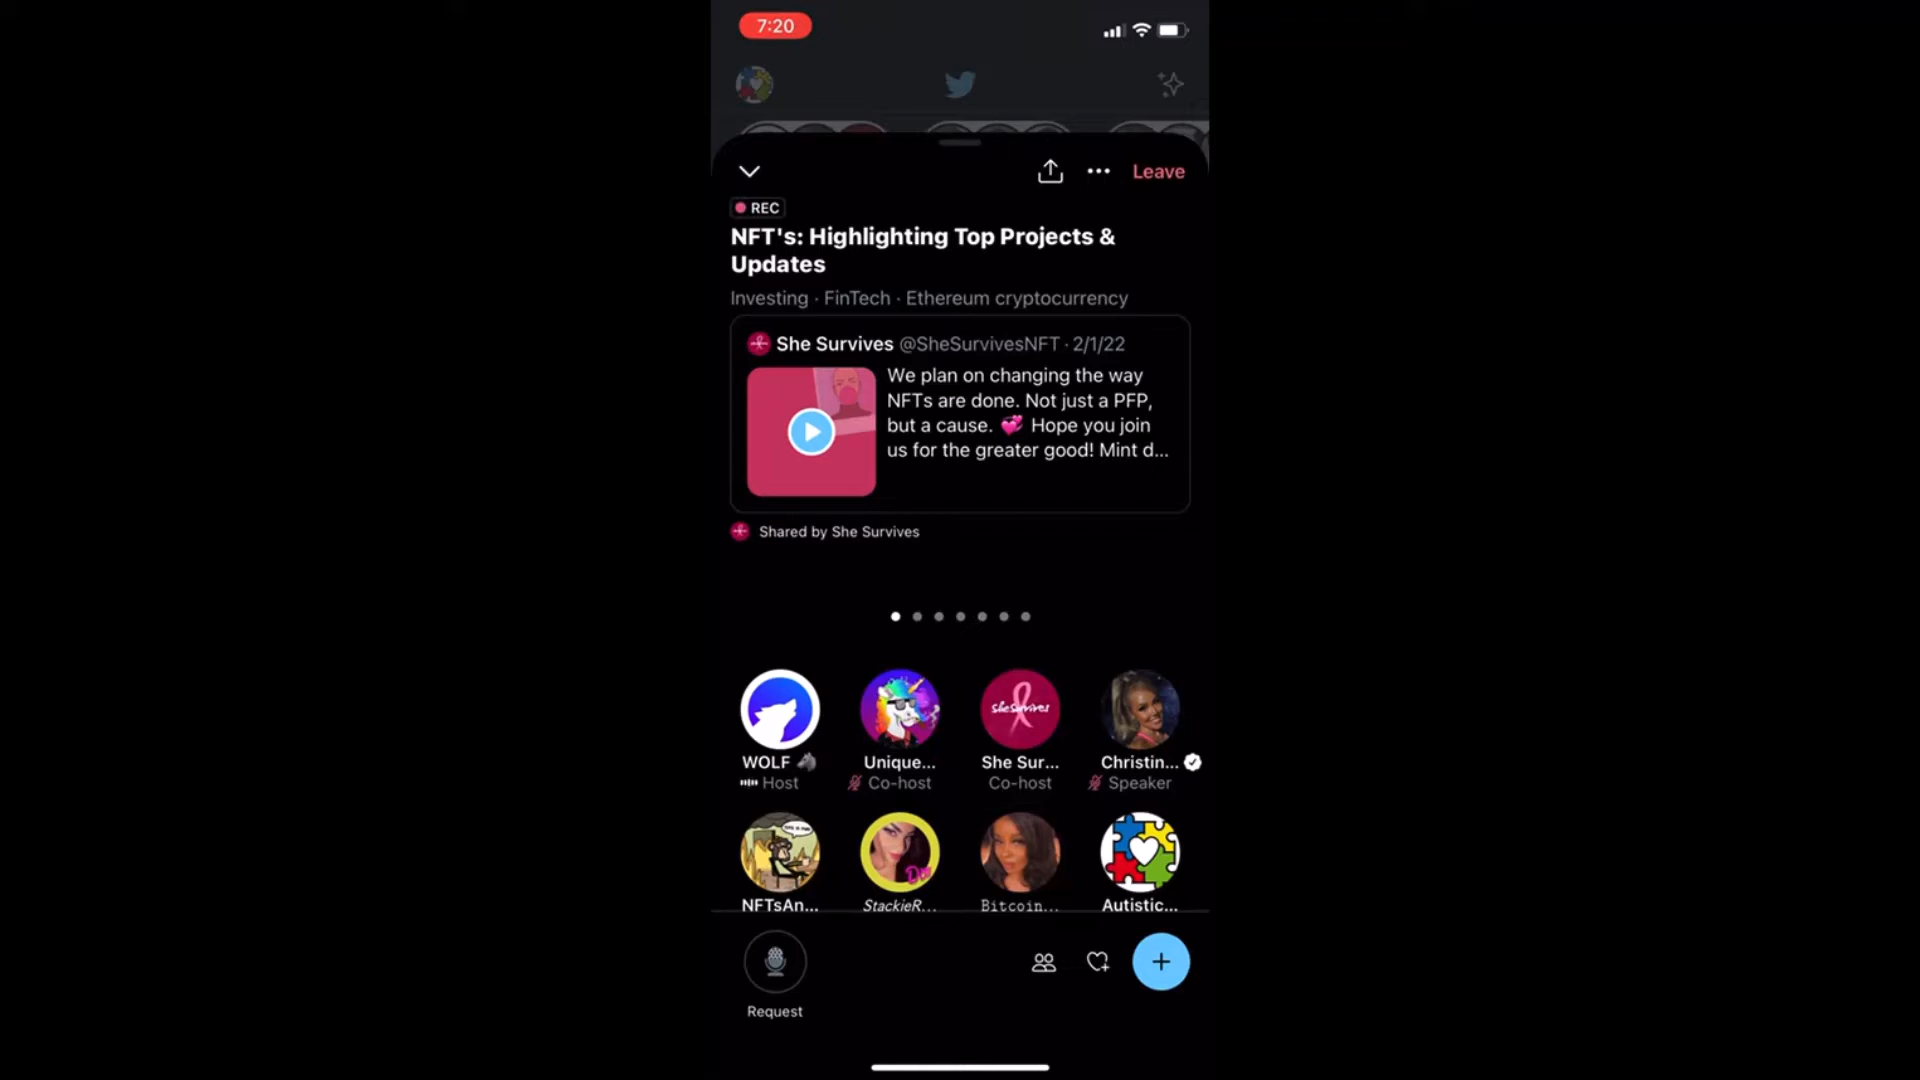 7:20
Leave
REC
NFT's: Highlighting Top Projects &
Updates
Investing · FinTech · Ethereum cryptocurrency
She Survives @SheSurvivesNFT · 2/1/22
We plan on changing the way
NFTs are done. Not just a PFP,
but a cause. 💞 Hope you join
us for the greater good! Mint d...
Shared by She Survives
SheSurvives
WOLF 🐺 Unique... She Sur... Christin...
Host Co-host Co-host Speaker
NFTsAn... StackieR... Bitcoin... Autistic...
Request